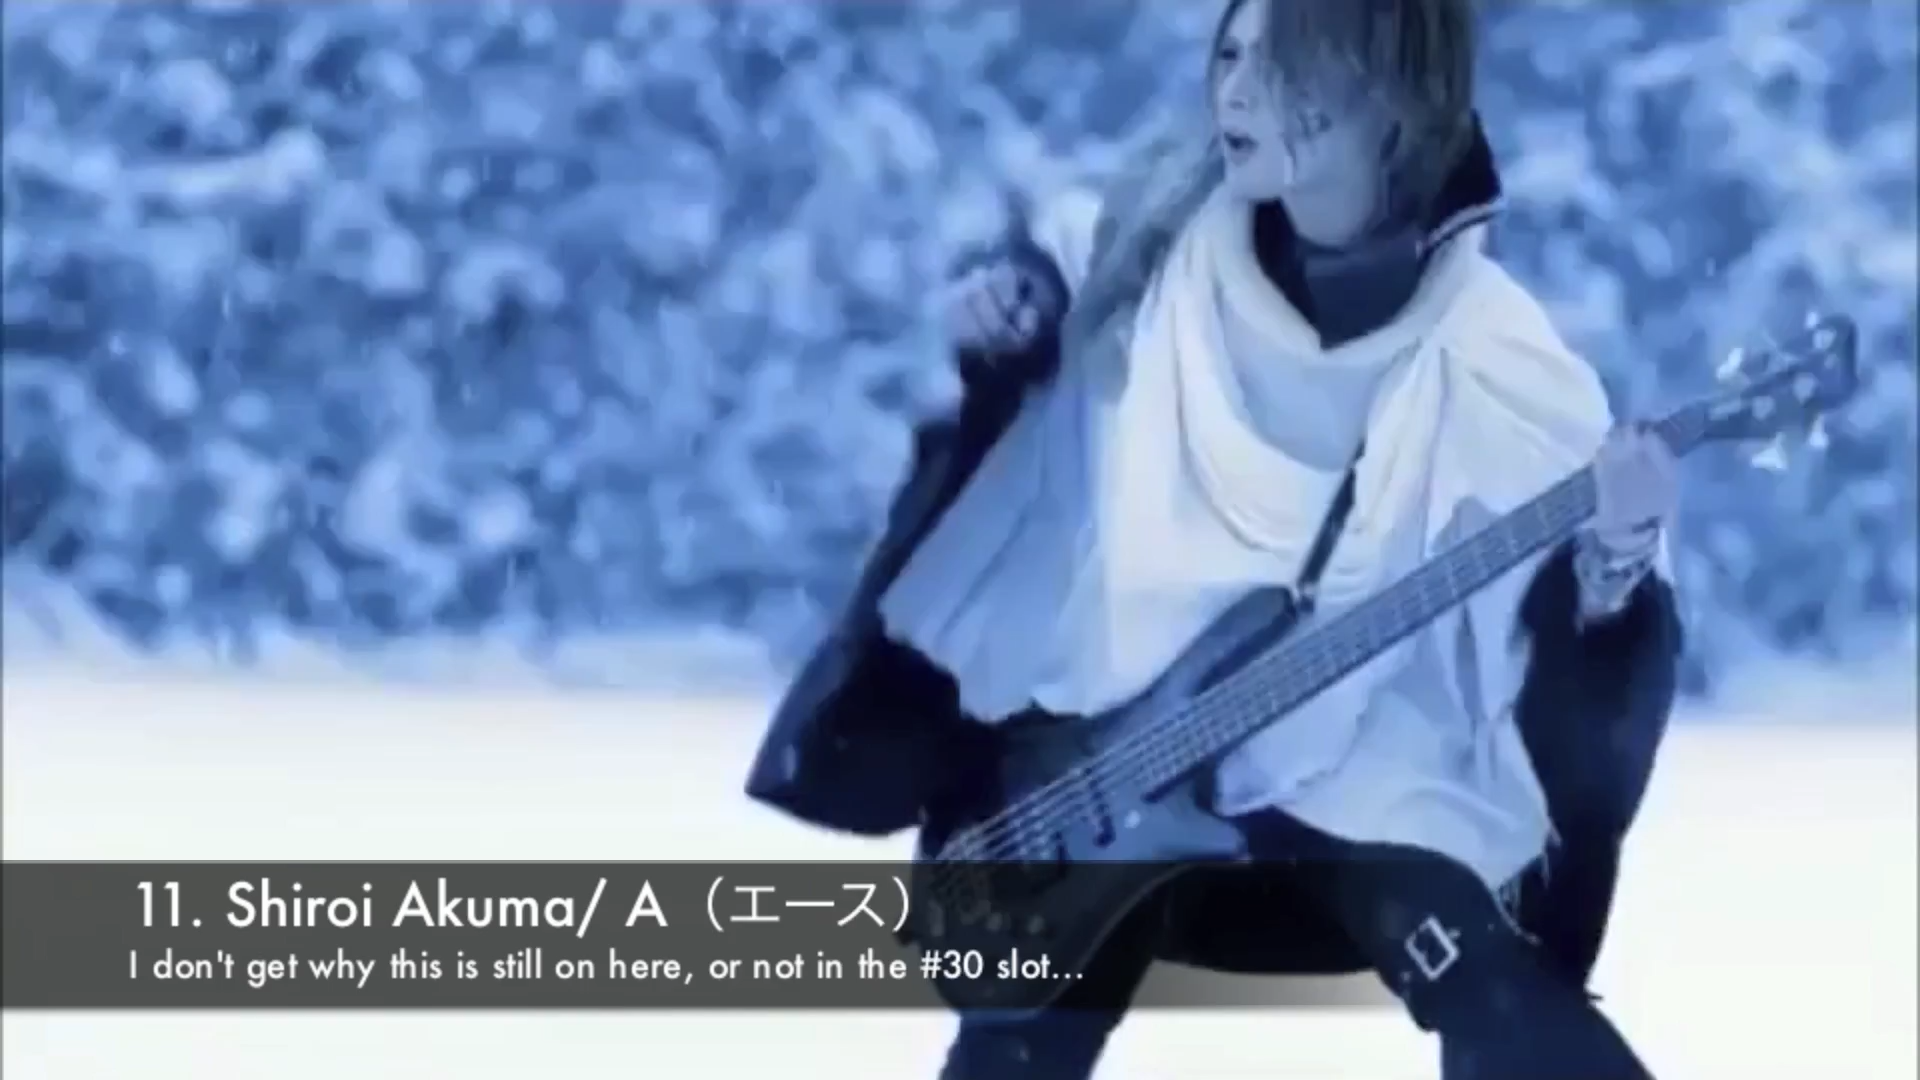 11. Shiroi Akuma/ A（エース）
I don't get why this is still on here, or not in the #30 slot...